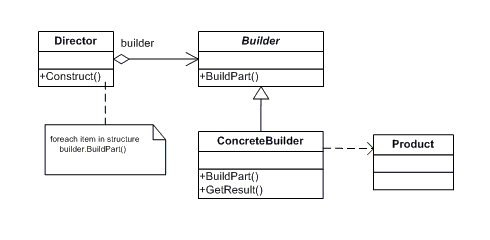 Director
builder
Builder
+Construct()
+BuildPart()
foreach item in structure
builder.BuildPart()
ConcreteBuilder
Product
+BuildPart()
+GetResult()